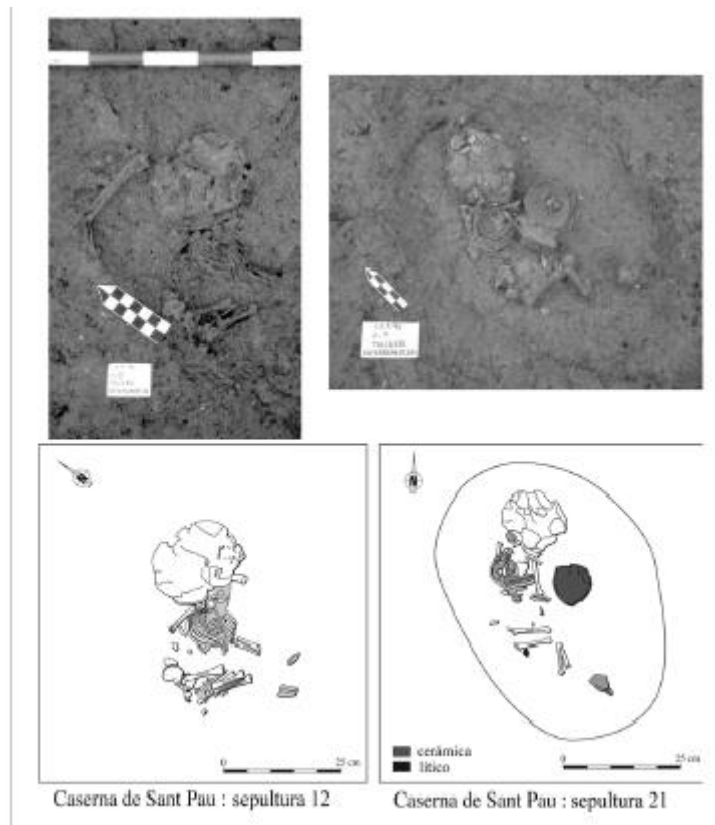 N
N
0 25 cm
0 25 cm
cerámica
lítico
Caserna de Sant Pau : sepultura 12
Caserna de Sant Pau : sepultura 21